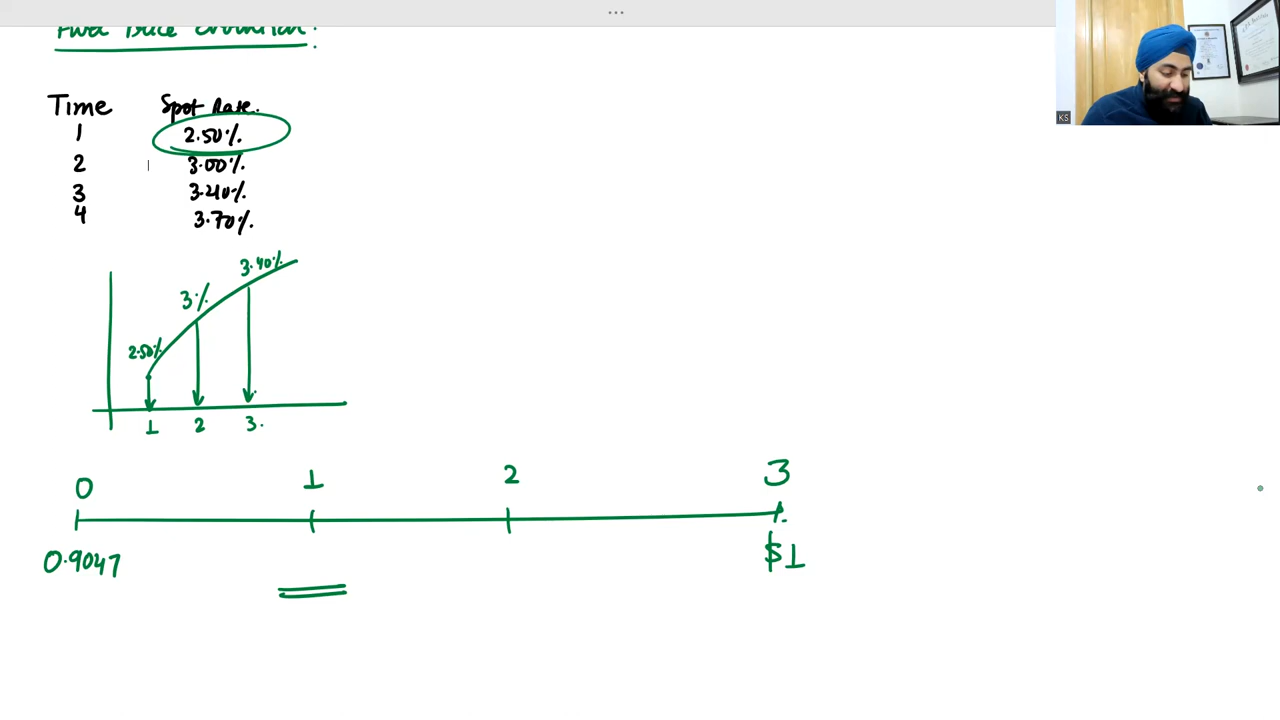 Time Spot Rate.
1 2.50%
2 3.00%
3 3.40%
4 3.70%
3.40%
3%
2.50%
1 2 3.
0 1 2 3
0.9047 $1
KS